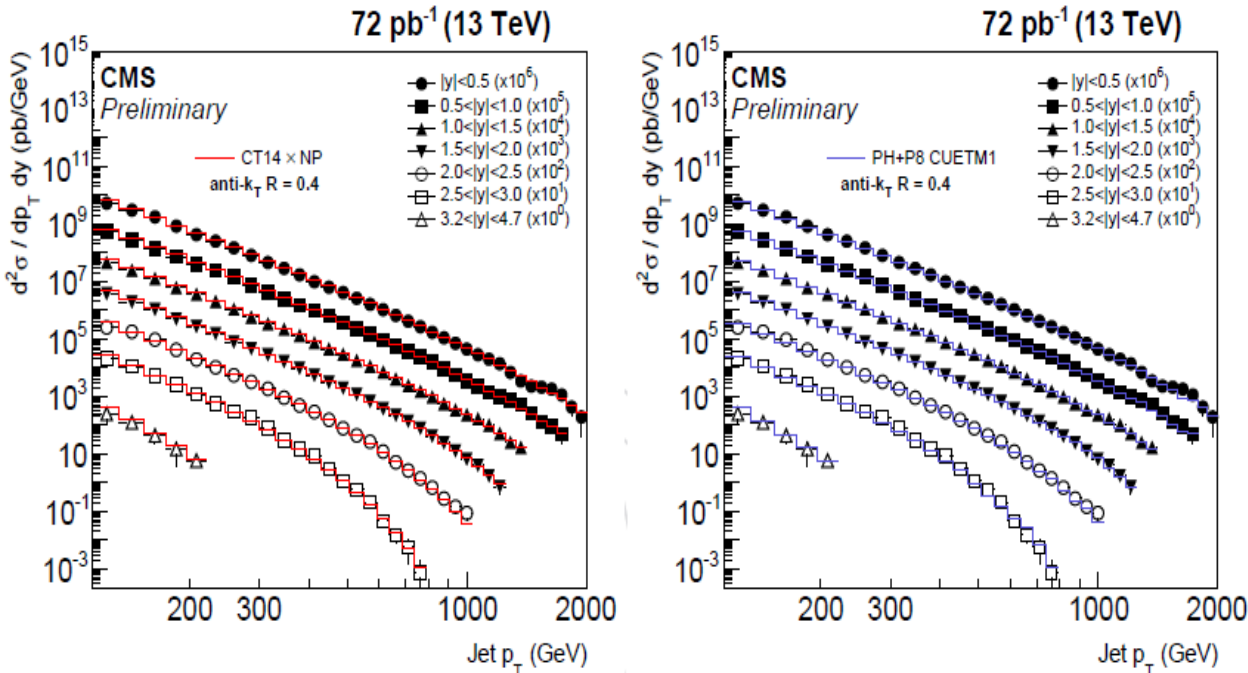 72 pb⁻¹ (13 TeV)
10¹⁵
10¹³
10¹¹
10⁹
10⁷
10⁵
10³
10
10⁻¹
10⁻³
d²σ / dp_T dy (pb/GeV)
CMS
Preliminary
CT14 × NP
anti-k_T R = 0.4
|y|<0.5 (x10⁶)
0.5<|y|<1.0 (x10⁵)
1.0<|y|<1.5 (x10⁴)
1.5<|y|<2.0 (x10³)
2.0<|y|<2.5 (x10²)
2.5<|y|<3.0 (x10¹)
3.2<|y|<4.7 (x10⁰)
200 300 1000 2000
Jet p_T (GeV)
72 pb⁻¹ (13 TeV)
10¹⁵
10¹³
10¹¹
10⁹
10⁷
10⁵
10³
10
10⁻¹
10⁻³
d²σ / dp_T dy (pb/GeV)
CMS
Preliminary
PH+P8 CUETM1
anti-k_T R = 0.4
|y|<0.5 (x10⁶)
0.5<|y|<1.0 (x10⁵)
1.0<|y|<1.5 (x10⁴)
1.5<|y|<2.0 (x10³)
2.0<|y|<2.5 (x10²)
2.5<|y|<3.0 (x10¹)
3.2<|y|<4.7 (x10⁰)
200 300 1000 2000
Jet p_T (GeV)